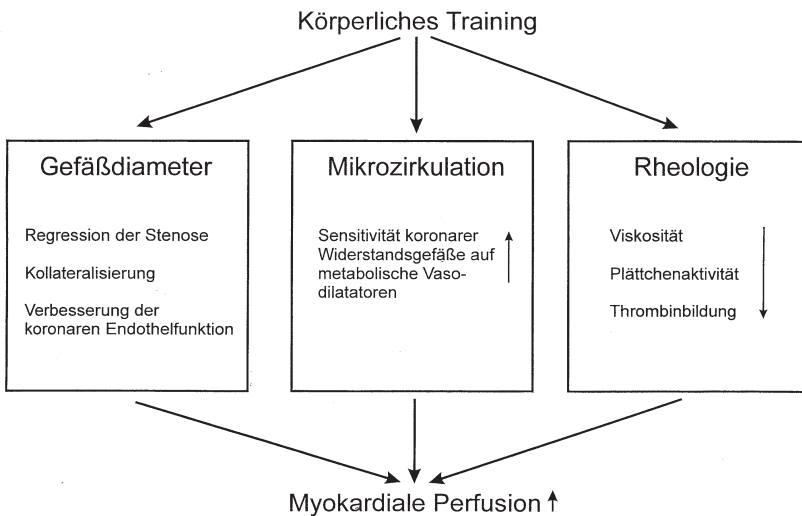 Körperliches Training
Gefäßdiameter
Regression der Stenose
Kollateralisierung
Verbesserung der
koronaren Endothelfunktion
Mikrozirkulation
Sensitivität koronarer
Widerstandsgefäße auf
metabolische Vaso-
dilatatoren
Rheologie
Viskosität
Plättchenaktivität
Thrombinbildung
Myokardiale Perfusion